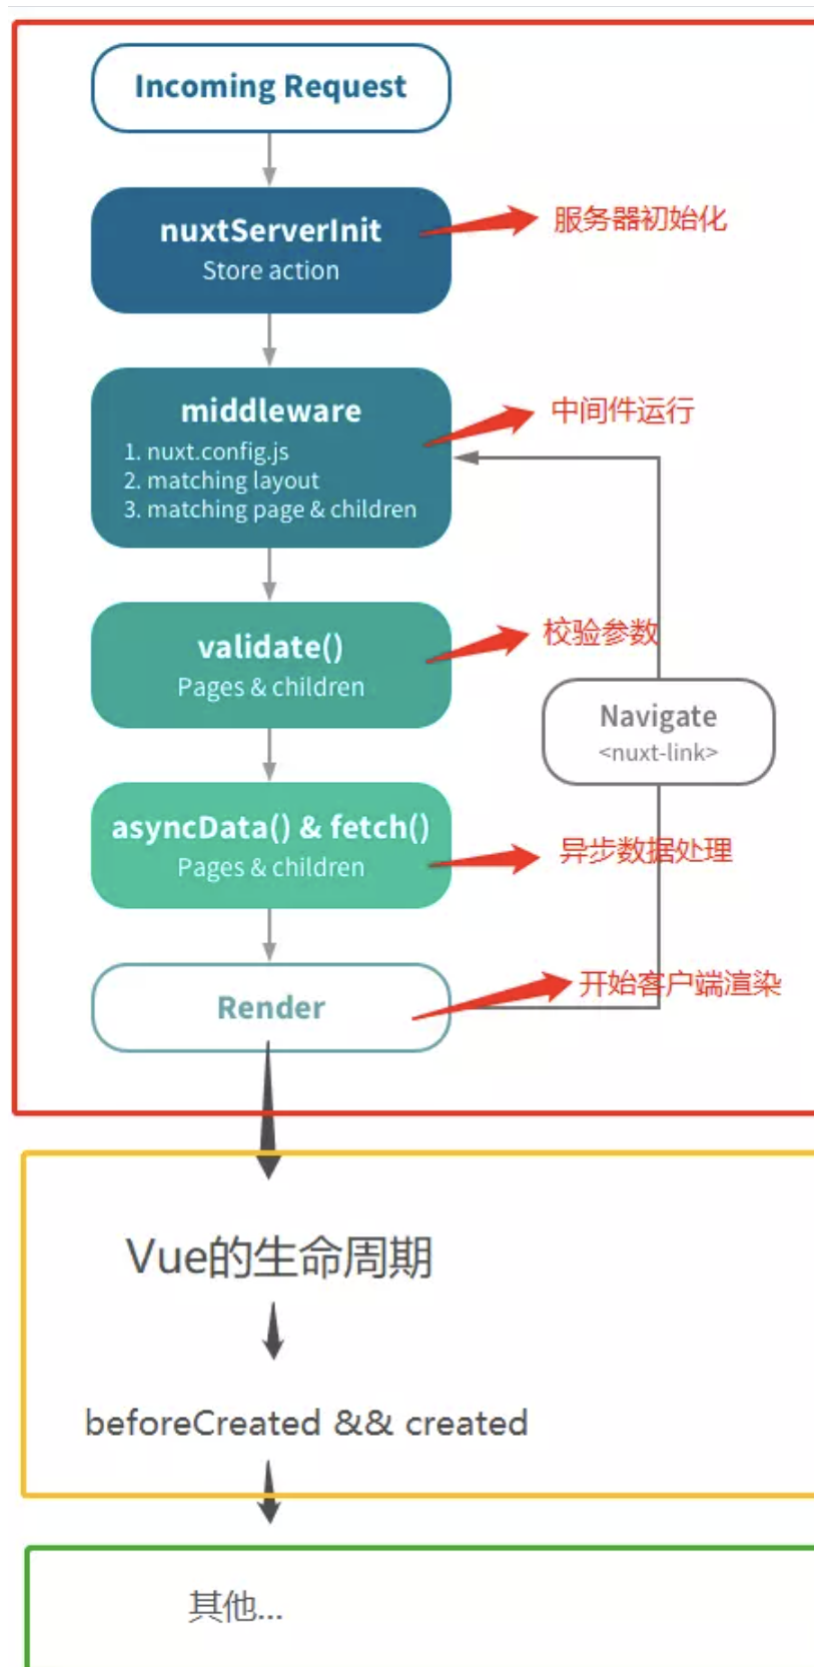 Incoming Request
nuxtServerInit
Store action
服务器初始化
middleware
1. nuxt.config.js
2. matching layout
3. matching page & children
中间件运行
validate()
Pages & children
校验参数
Navigate
<nuxt-link>
asyncData() & fetch()
Pages & children
异步数据处理
Render
开始客户端渲染
Vue的生命周期
beforeCreated && created
其他...